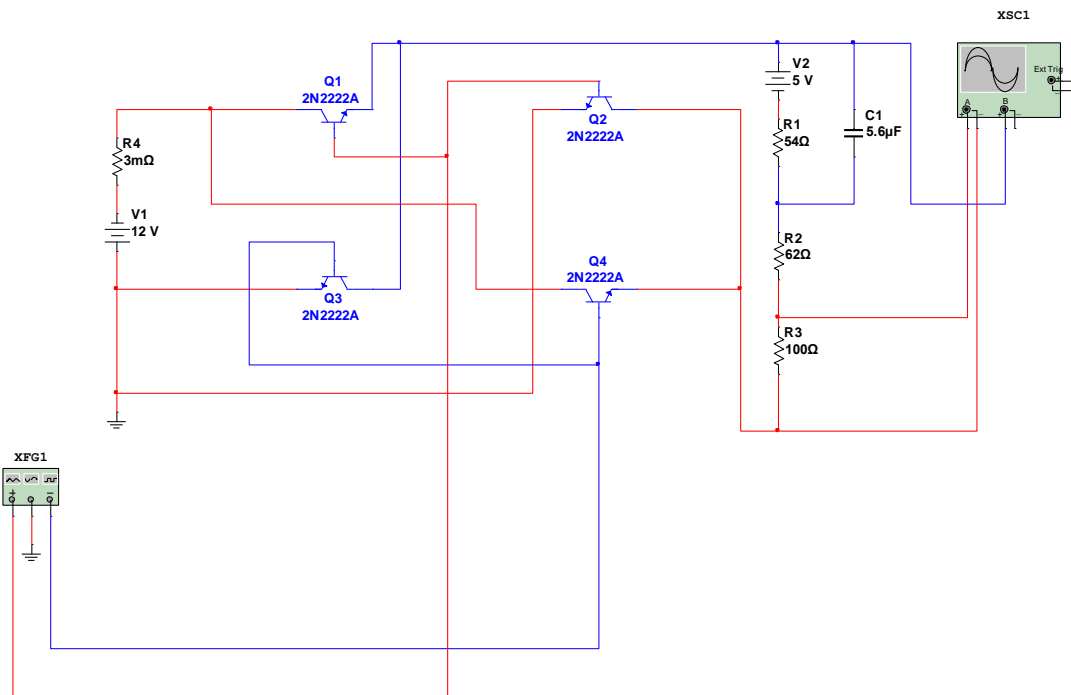 XSC1
Ext Trig
+
–
A
B
+
–
+
–
V2
5 V
R1
54Ω
C1
5.6µF
Q1
2N2222A
Q2
2N2222A
R4
3mΩ
V1
12 V
R2
62Ω
Q4
2N2222A
Q3
2N2222A
R3
100Ω
XFG1
+
–